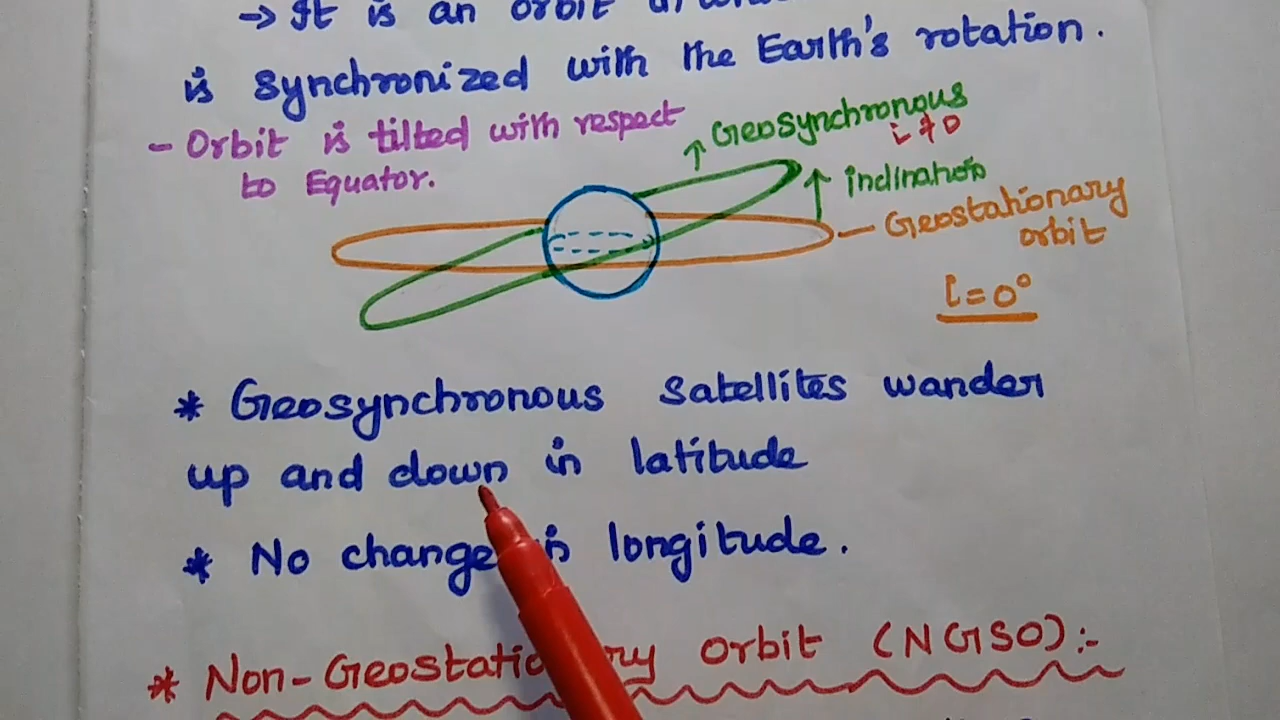 → It is an orbit
is synchronized with the Earth's rotation.
- Orbit is tilted with respect
to Equator.
↑ Geosynchronous
i ≠ 0
↑ inclination
Geostationary
orbit
i = 0°
* Geosynchronous satellites wander
up and down in latitude
* No change in longitude.
* Non-Geostationary orbit (NGSO):-